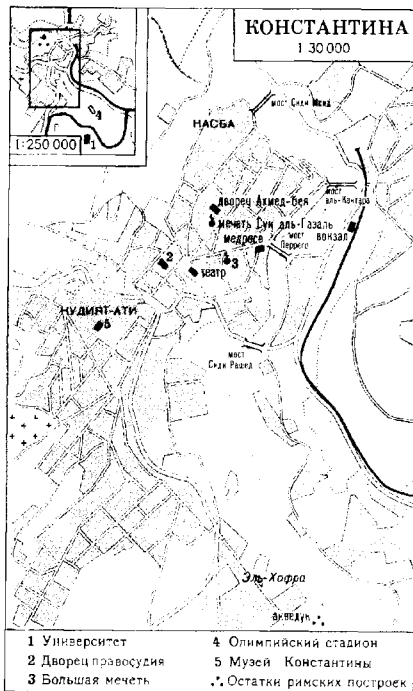 КОНСТАНТИНА
1:30 000
1:250 000
4
1
мост Сиди Мсид
НАСБА
мост
аль-Кантара
дворец Ахмед-Бея
мечеть Сук аль-Газаль
медресе
вокзал
мост
Перрего
2
3
театр
КУДИЯТ-АТИ
5
мост
Сиди Рашед
Эль-Хофра
акведук
1 Университет
2 Дворец правосудия
3 Большая мечеть
4 Олимпийский стадион
5 Музей Константины
Остатки римских построек